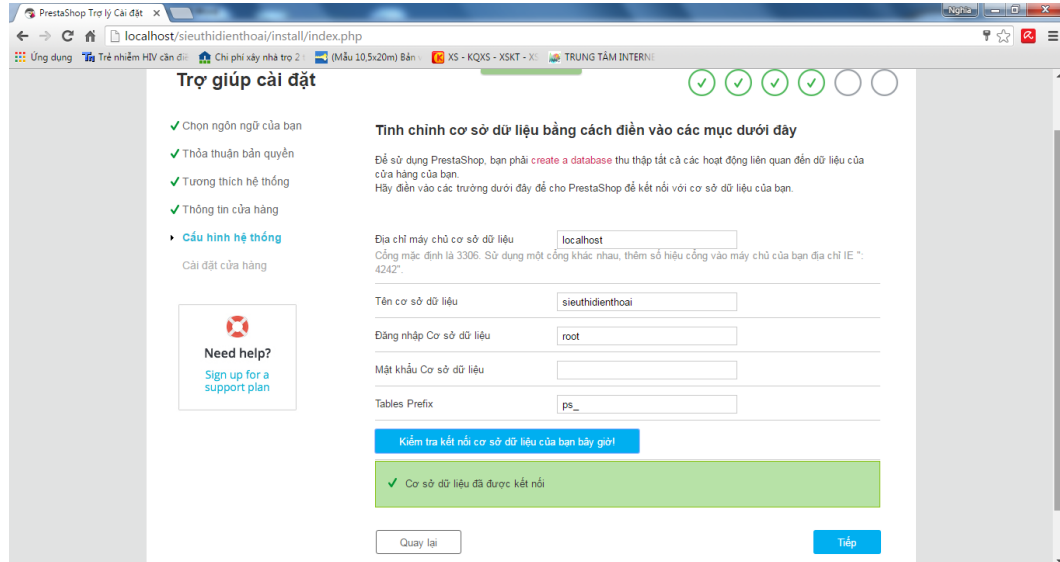 PrestaShop Trợ lý Cài đặt
Nghia
localhost/sieuthidienthoai/install/index.php
Ứng dụng Trẻ nhiễm HIV cần đi Chi phí xây nhà trọ 2 (Mẫu 10,5x20m) Bản XS - KQXS - XSKT - XS TRUNG TÂM INTERNE
Trợ giúp cài đặt
Chọn ngôn ngữ của bạn
Thỏa thuận bản quyền
Tương thích hệ thống
Thông tin cửa hàng
Cấu hình hệ thống
Cài đặt cửa hàng
Need help?
Sign up for a
support plan
Tinh chỉnh cơ sở dữ liệu bằng cách điền vào các mục dưới đây
Để sử dụng PrestaShop, bạn phải create a database thu thập tất cả các hoạt động liên quan đến dữ liệu của
cửa hàng của bạn.
Hãy điền vào các trường dưới đây để cho PrestaShop để kết nối với cơ sở dữ liệu của bạn.
Địa chỉ máy chủ cơ sở dữ liệu localhost
Cổng mặc định là 3306. Sử dụng một cổng khác nhau, thêm số hiệu cổng vào máy chủ của bạn địa chỉ IE ":
4242".
Tên cơ sở dữ liệu sieuthidienthoai
Đăng nhập Cơ sở dữ liệu root
Mật khẩu Cơ sở dữ liệu
Tables Prefix ps_
Kiểm tra kết nối cơ sở dữ liệu của bạn bây giờ!
Cơ sở dữ liệu đã được kết nối
Quay lại
Tiếp